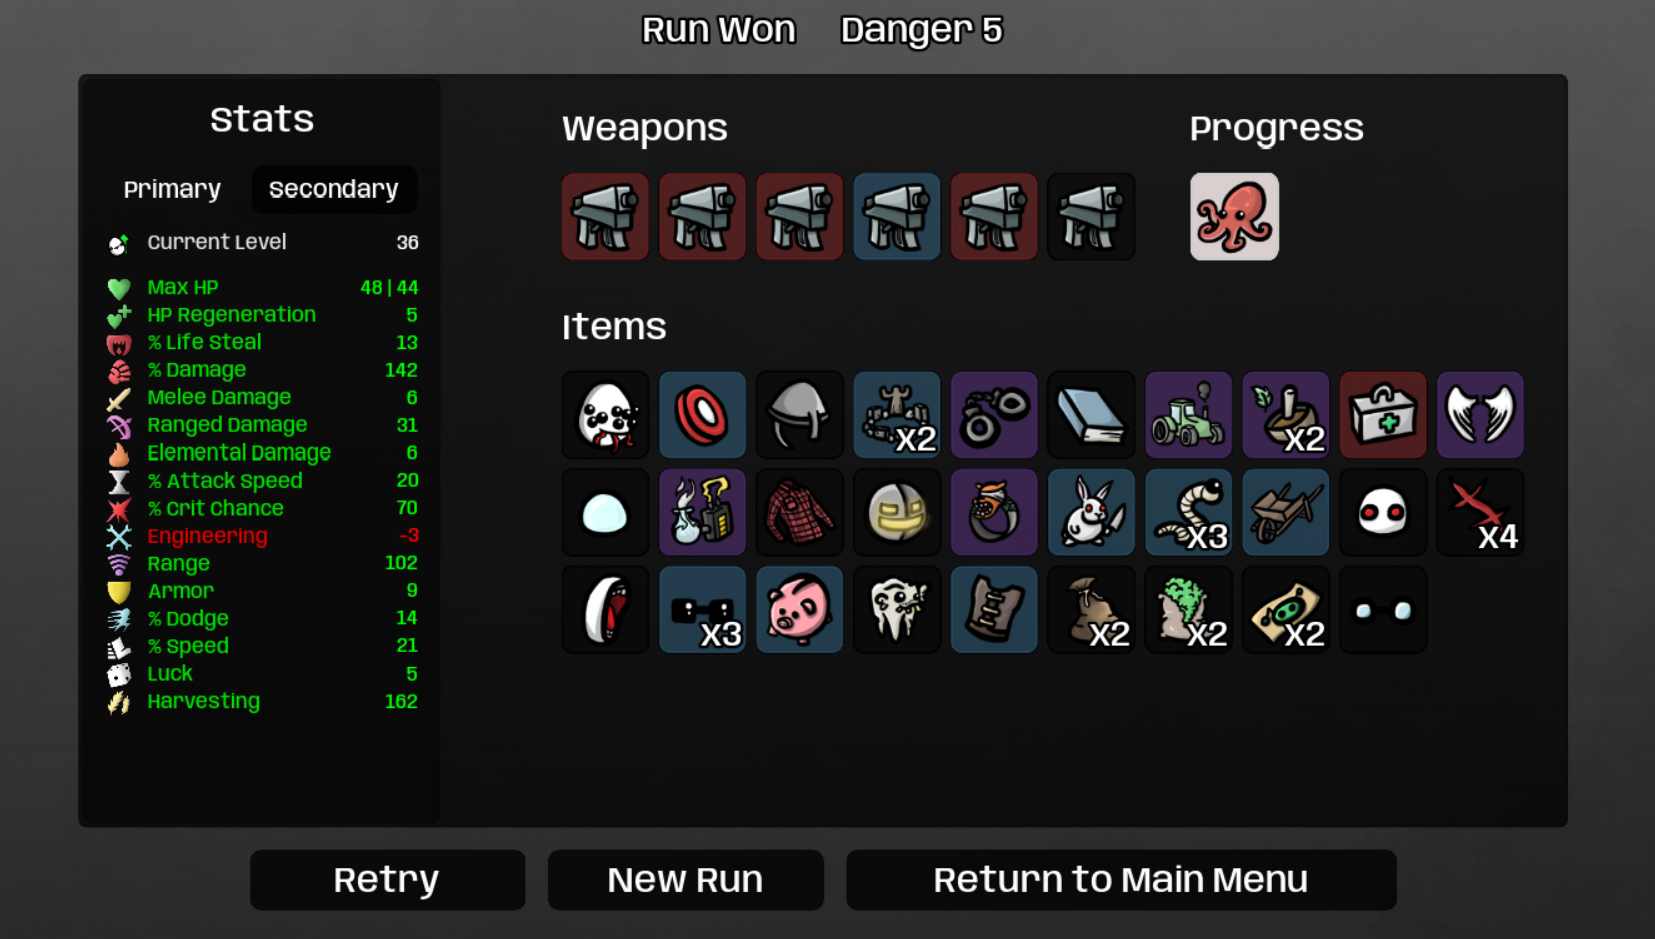 Run Won Danger 5
Stats
Primary Secondary
Current Level 36
Max HP 48 | 44
HP Regeneration 5
% Life Steal 13
% Damage 142
Melee Damage 6
Ranged Damage 31
Elemental Damage 6
% Attack Speed 20
% Crit Chance 70
Engineering -3
Range 102
Armor 9
% Dodge 14
% Speed 21
Luck 5
Harvesting 162
Weapons
Progress
Items
X2 X2
X3 X4
X3 X2 X2 X2
Retry New Run Return to Main Menu